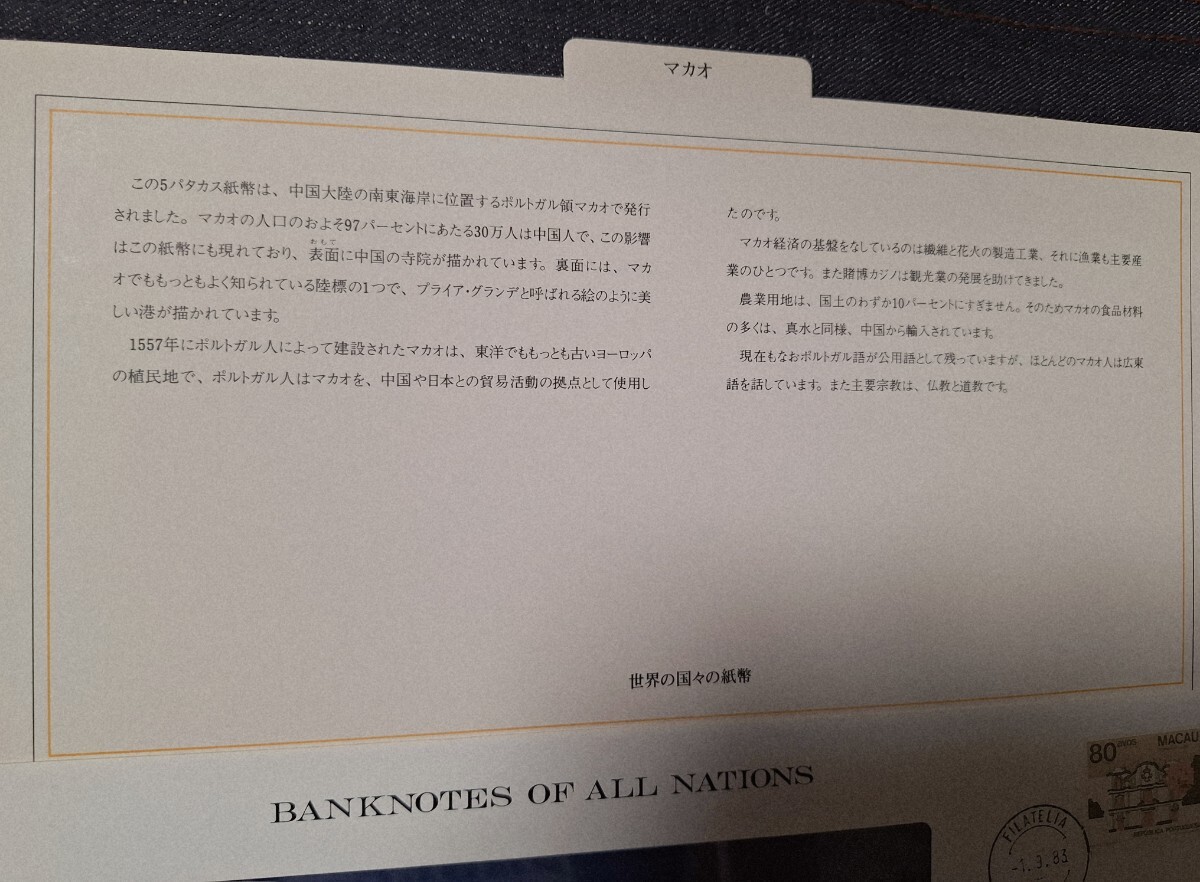 マカオ
この5パタカス紙幣は、中国大陸の南東海岸に位置するポルトガル領マカオで発行
されました。マカオの人口のおよそ97パーセントにあたる30万人は中国人で、この影響
はこの紙幣にも現れており、表面に中国の寺院が描かれています。裏面には、マカ
おもて
オでももっともよく知られている陸標の1つで、プライア・グランデと呼ばれる絵のように美
しい港が描かれています。
1557年にポルトガル人によって建設されたマカオは、東洋でももっとも古いヨーロッパ
の植民地で、ポルトガル人はマカオを、中国や日本との貿易活動の拠点として使用し
たのです。
マカオ経済の基盤をなしているのは繊維と花火の製造工業、それに漁業も主要産
業のひとつです。また賭博カジノは観光業の発展を助けてきました。
農業用地は、国土のわずか10パーセントにすぎません。そのためマカオの食品材料
の多くは、真水と同様、中国から輸入されています。
現在もなおポルトガル語が公用語として残っていますが、ほとんどのマカオ人は広東
語を話しています。また主要宗教は、仏教と道教です。
世界の国々の紙幣
BANKNOTES OF ALL NATIONS
80 AVOS MACAU
FILATELIA
-1.3.83